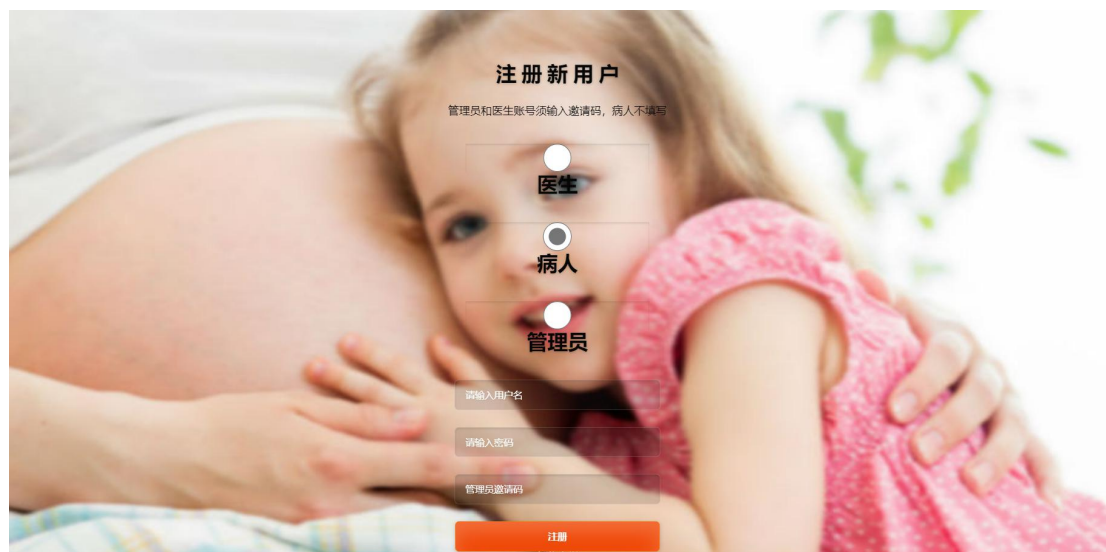 注册新用户
管理员和医生账号须输入邀请码，病人不填写
医生
病人
管理员
请输入用户名
请输入密码
管理员邀请码
注册